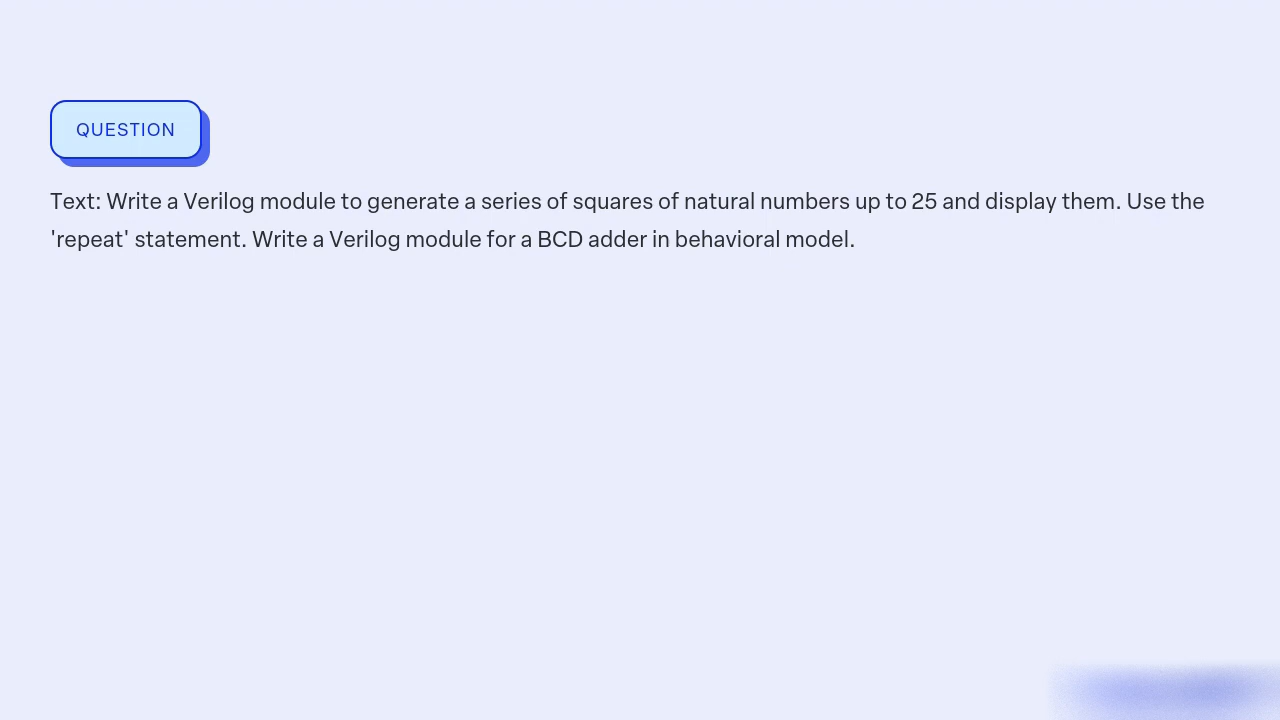 QUESTION
Text: Write a Verilog module to generate a series of squares of natural numbers up to 25 and display them. Use the
'repeat' statement. Write a Verilog module for a BCD adder in behavioral model.